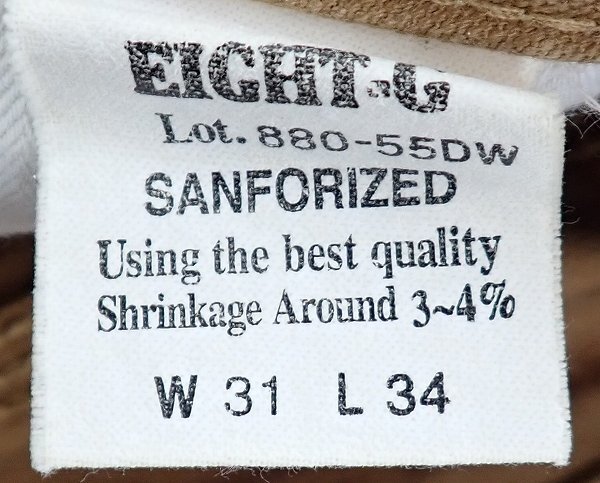 EIGHT-G
Lot. 880-55DW
SANFORIZED
Using the best quality
Shrinkage Around 3~4%
W 31 L 34